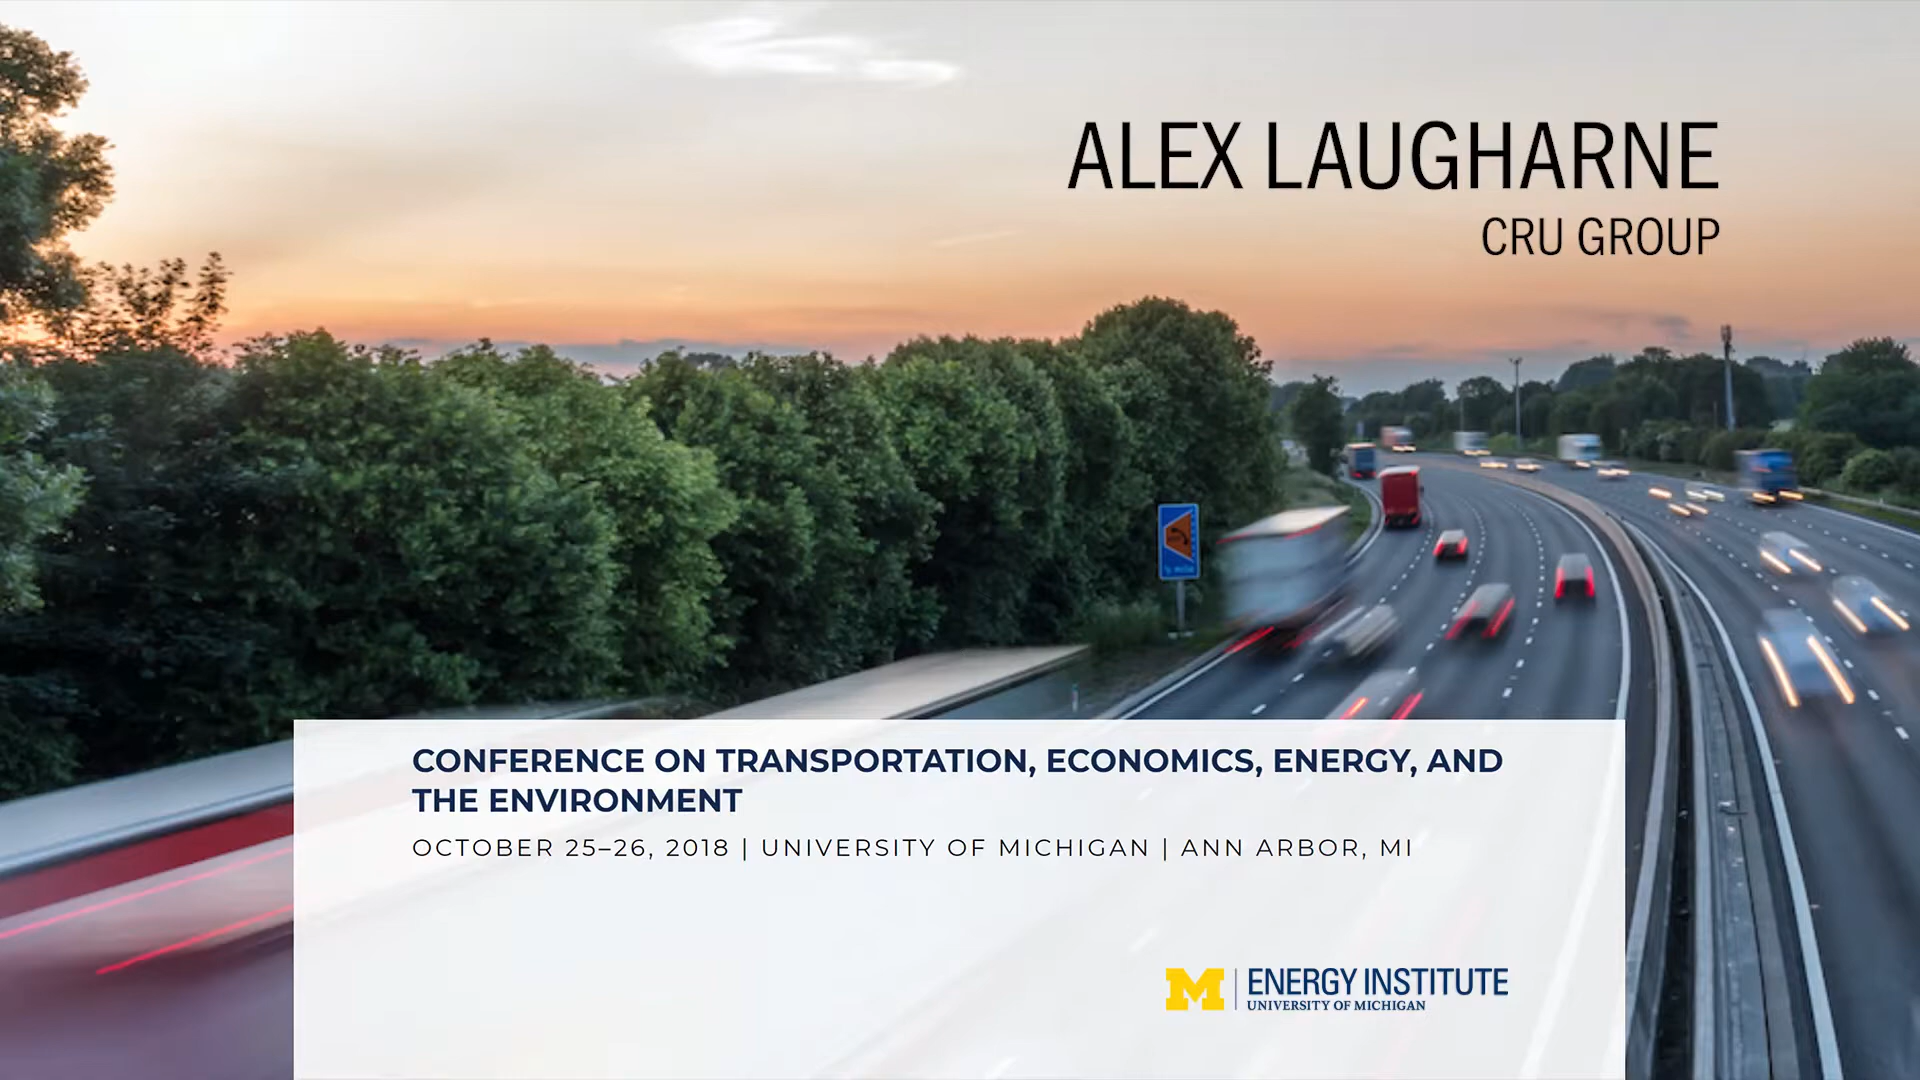 ALEX LAUGHARNE
CRU GROUP
CONFERENCE ON TRANSPORTATION, ECONOMICS, ENERGY, AND
THE ENVIRONMENT
OCTOBER 25–26, 2018 | UNIVERSITY OF MICHIGAN | ANN ARBOR, MI
M | ENERGY INSTITUTE
UNIVERSITY OF MICHIGAN